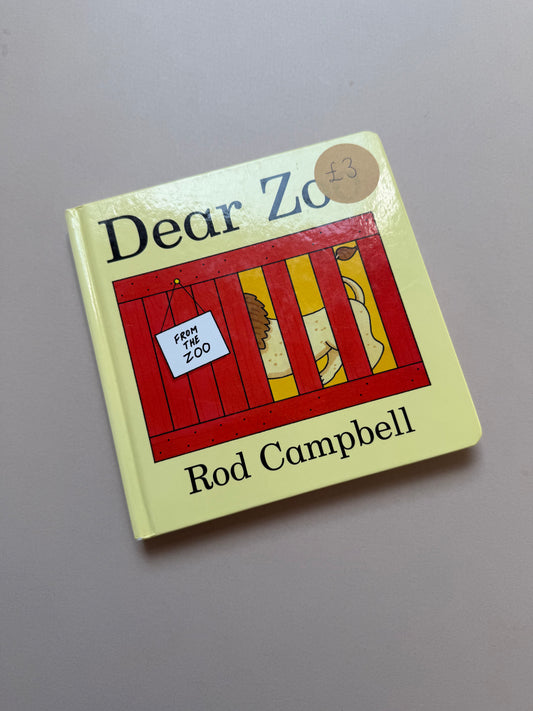 £3
Dear Zo
FROM
THE
ZOO
Rod Campbell